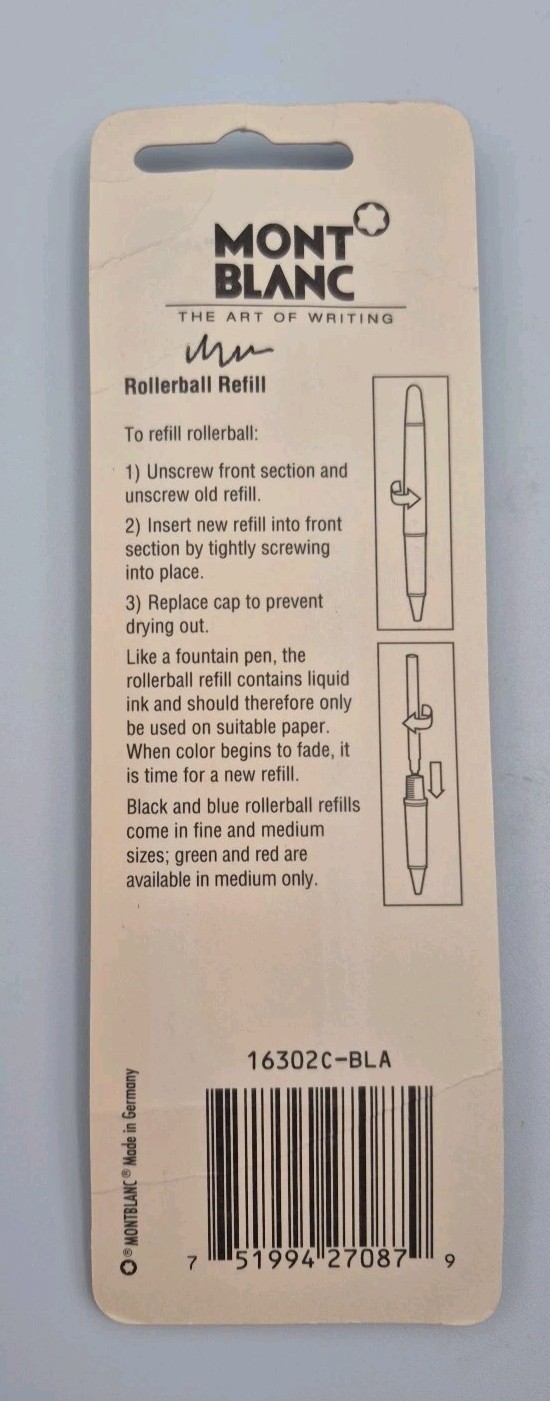 MONT
BLANC
THE ART OF WRITING
Rollerball Refill
To refill rollerball:
1) Unscrew front section and
unscrew old refill.
2) Insert new refill into front
section by tightly screwing
into place.
3) Replace cap to prevent
drying out.
Like a fountain pen, the
rollerball refill contains liquid
ink and should therefore only
be used on suitable paper.
When color begins to fade, it
is time for a new refill.
Black and blue rollerball refills
come in fine and medium
sizes; green and red are
available in medium only.
16302C-BLA
® MONTBLANC® Made in Germany
7 51994 27087 9